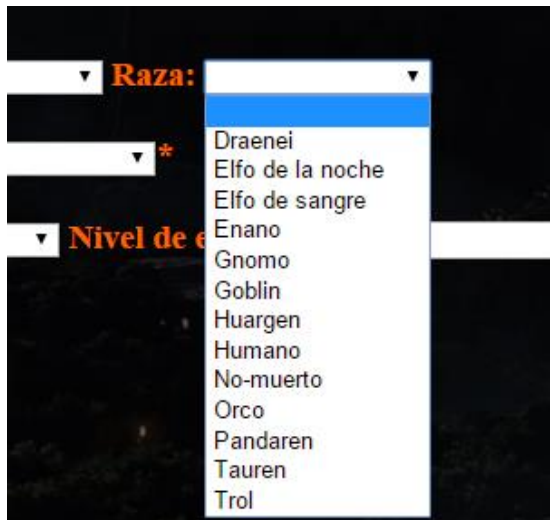 Raza:
Draenei
*
Elfo de la noche
Elfo de sangre
Enano
Nivel de e
Gnomo
Goblin
Huargen
Humano
No-muerto
Orco
Pandaren
Tauren
Trol